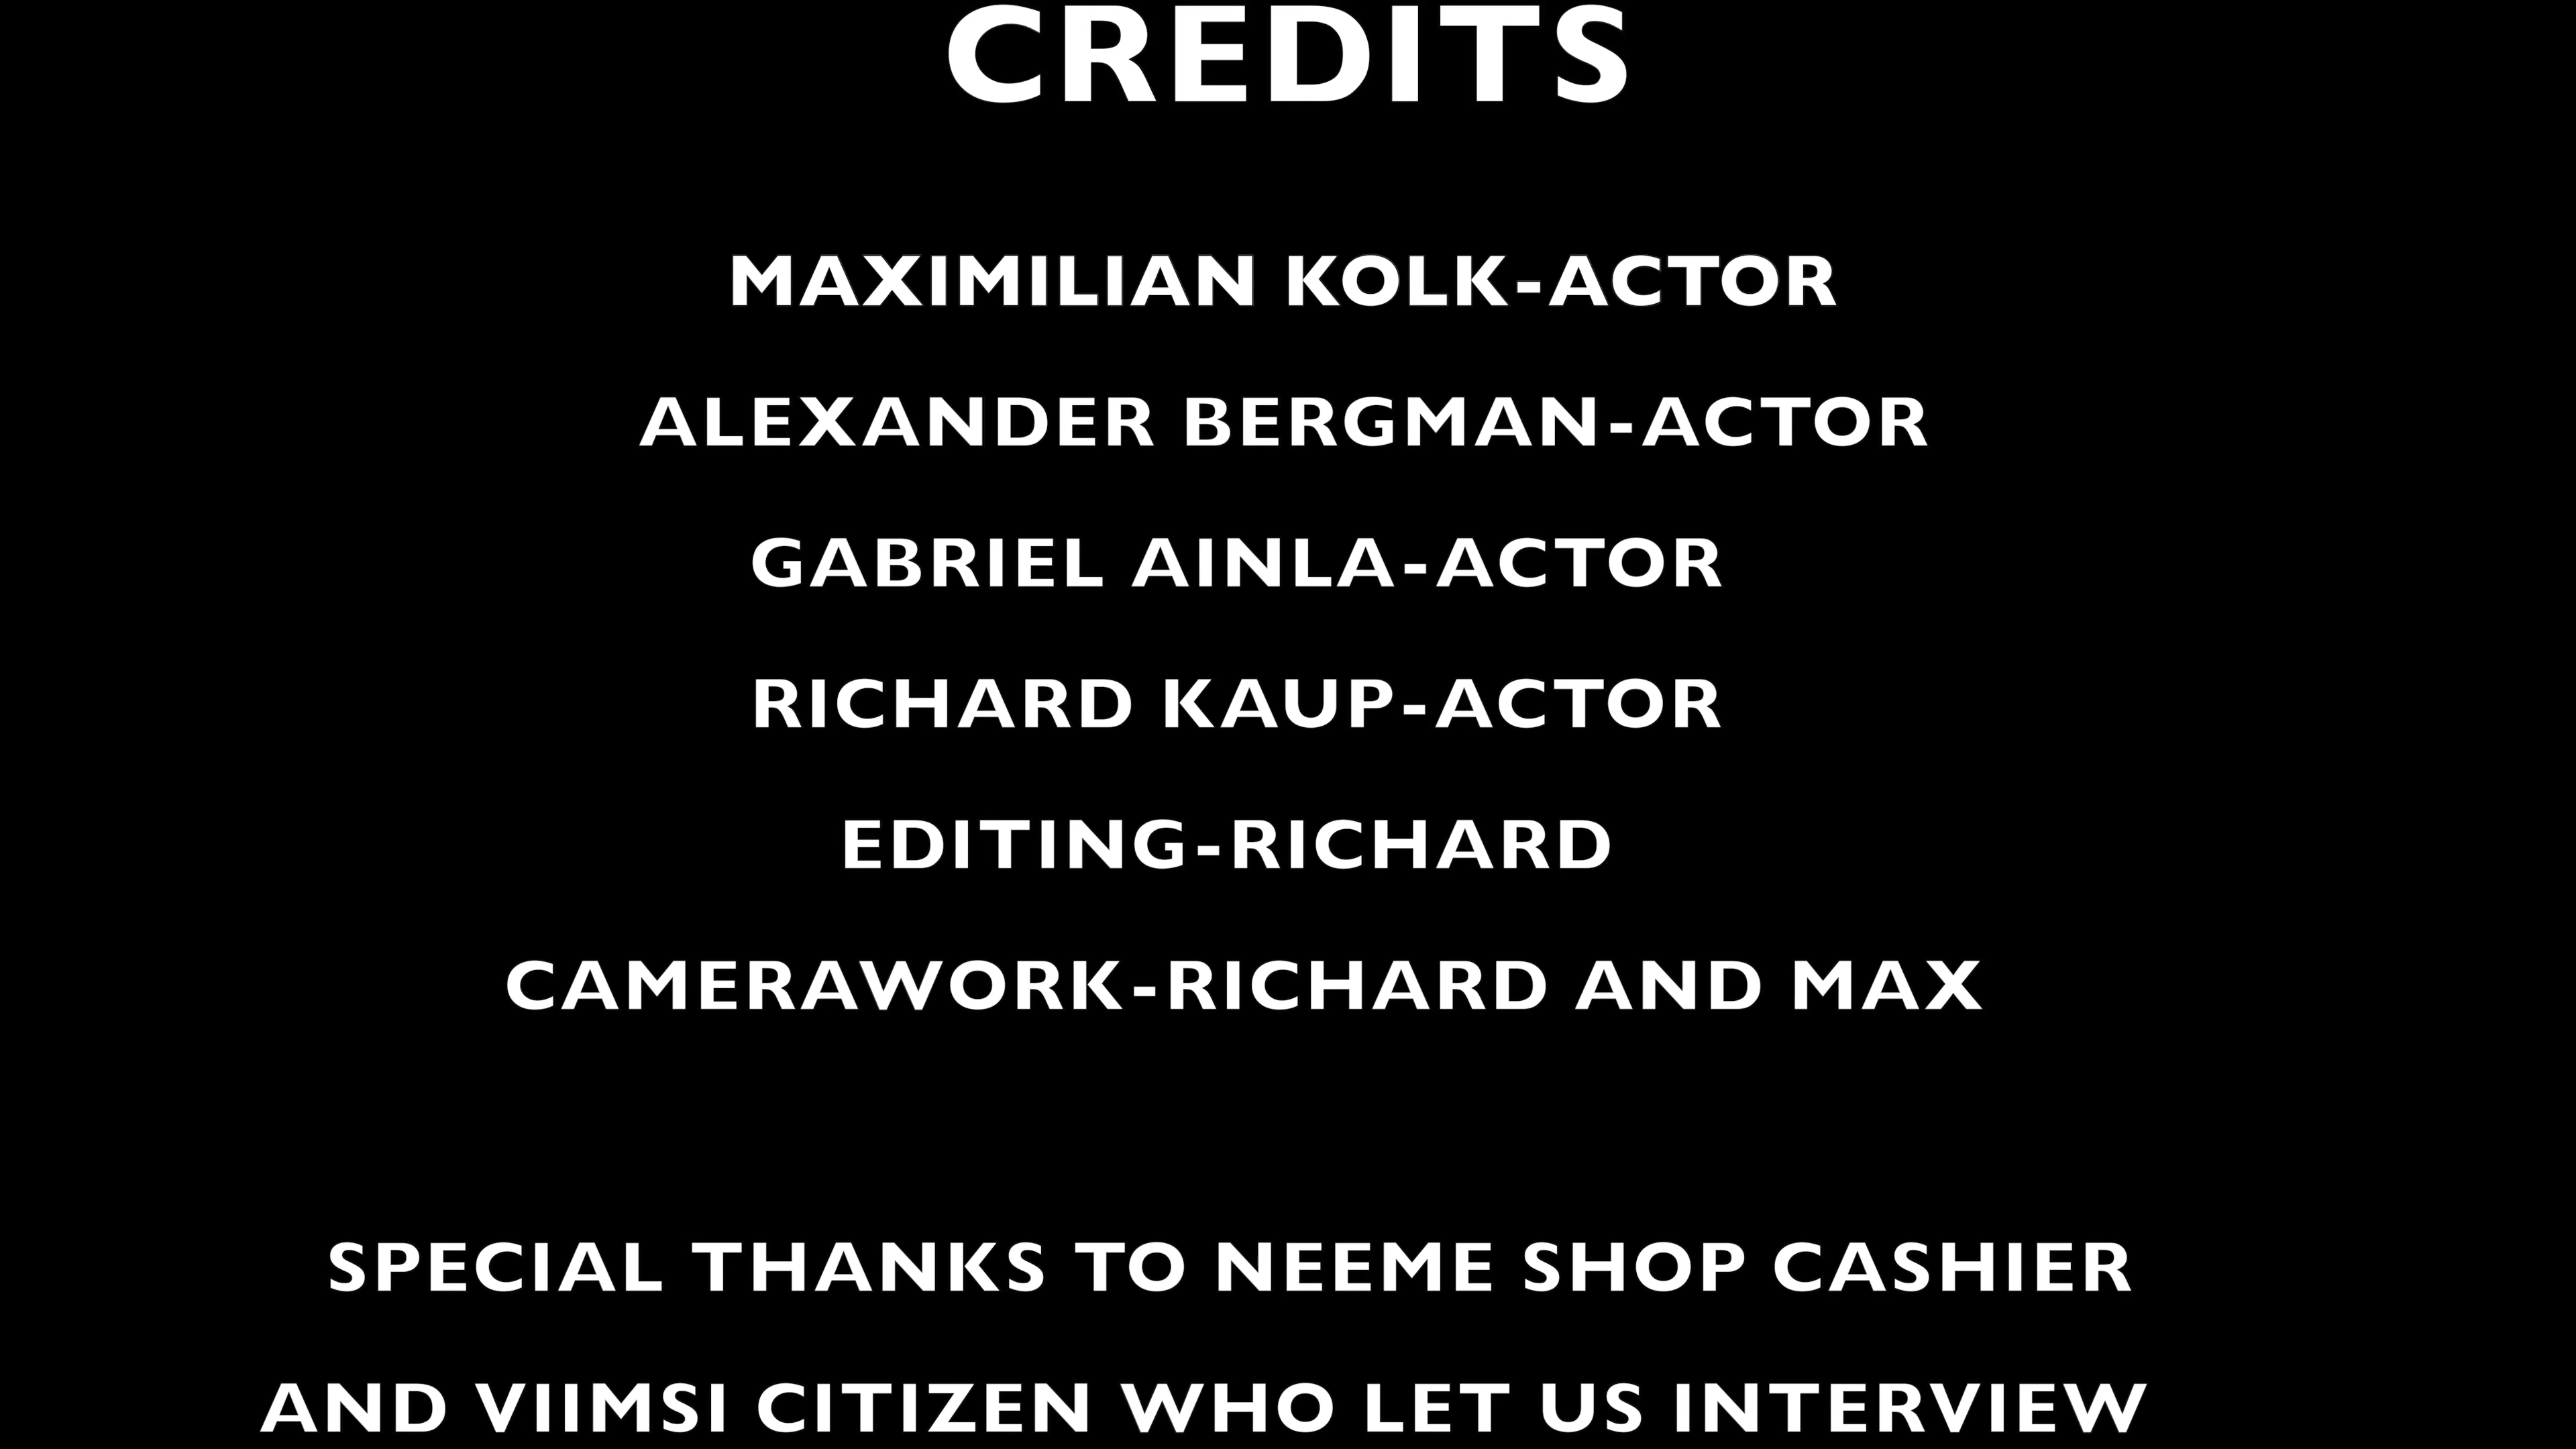 CREDITS
MAXIMILIAN KOLK-ACTOR
ALEXANDER BERGMAN-ACTOR
GABRIEL AINLA-ACTOR
RICHARD KAUP-ACTOR
EDITING-RICHARD
CAMERAWORK-RICHARD AND MAX
SPECIAL THANKS TO NEEME SHOP CASHIER
AND VIIMSI CITIZEN WHO LET US INTERVIEW